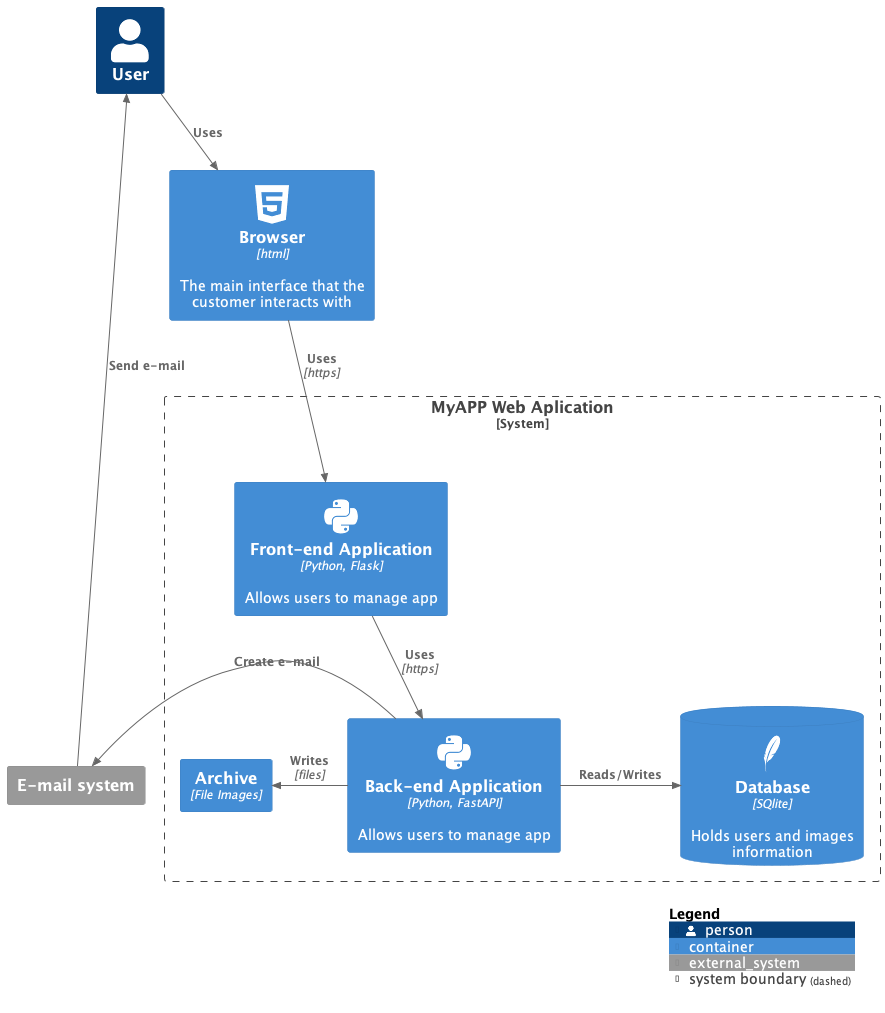 User
Uses
Browser
[html]
The main interface that the
customer interacts with
Send e-mail
Uses
[https]
MyAPP Web Aplication
[System]
Front-end Application
[Python, Flask]
Allows users to manage app
Create e-mail
Uses
[https]
E-mail system
Archive
[File Images]
Writes
[files]
Back-end Application
[Python, FastAPI]
Allows users to manage app
Reads/Writes
Database
[SQlite]
Holds users and images
information
Legend
person
container
external_system
system boundary (dashed)